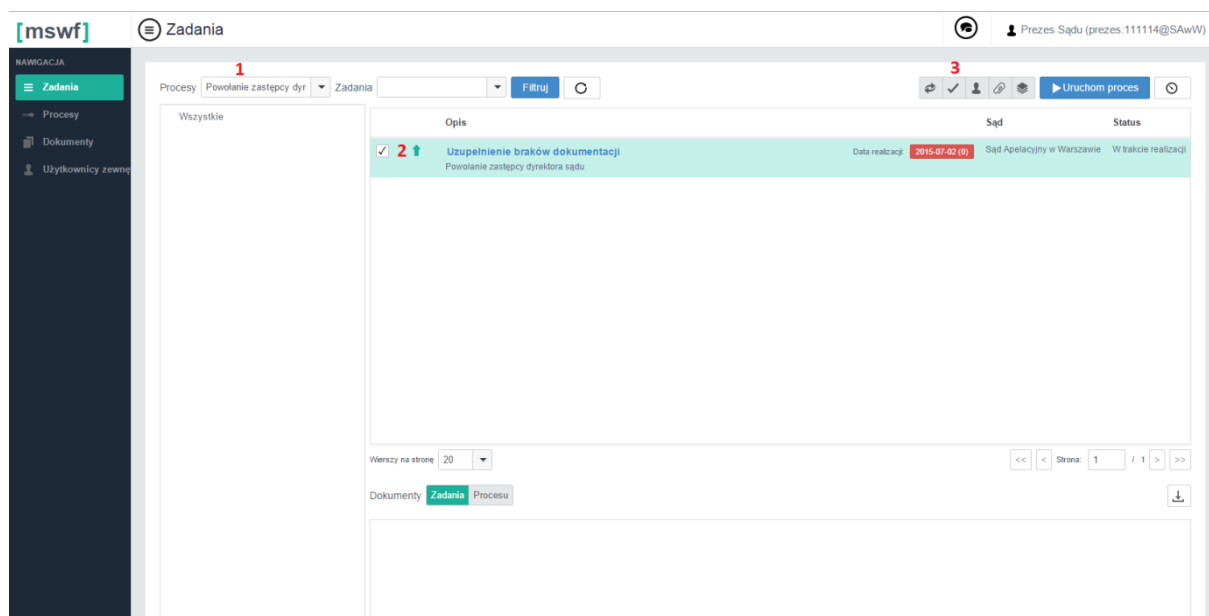 [mswf]
Zadania
Prezes Sądu (prezes:111114@SAwW)
NAWIGACJA
Zadania
Procesy
Dokumenty
Użytkownicy zewnę
1
3
Procesy Powołanie zastępcy dyr Zadania Filtruj Uruchom proces
Wszystkie
Opis Sąd Status
2 Uzupełnienie braków dokumentacji Data realizacji: 2015-07-02 (0) Sąd Apelacyjny w Warszawie W trakcie realizacji
Powołanie zastępcy dyrektora sądu
Wierszy na stronę 20 << < Strona: 1 / 1 > >>
Dokumenty Zadania Procesu